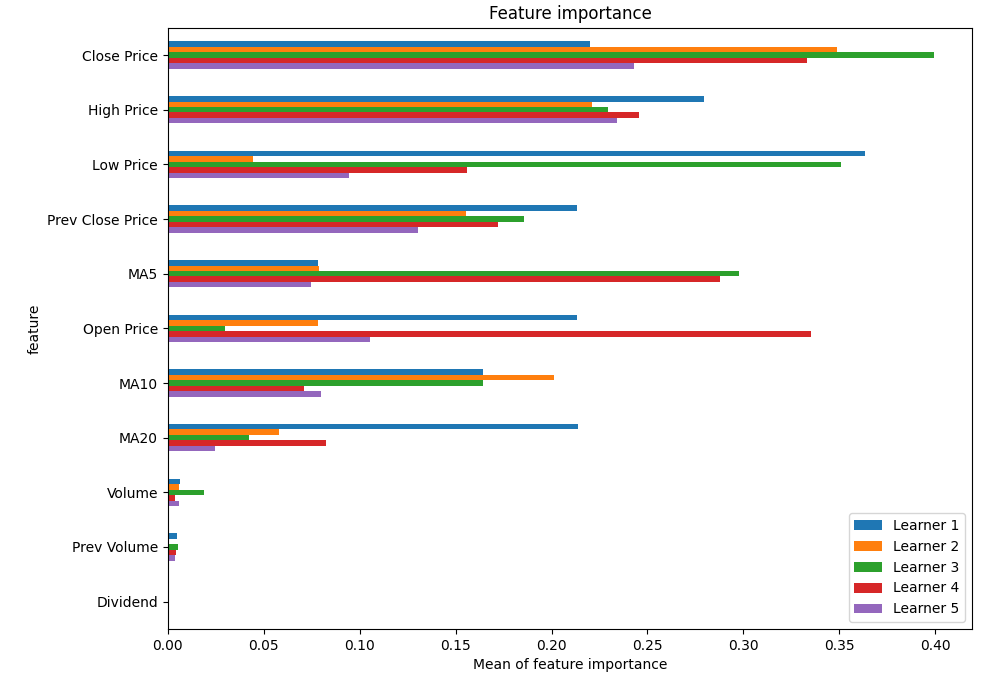 Feature importance
Close Price
High Price
Low Price
Prev Close Price
MA5
Open Price
MA10
MA20
Volume
Prev Volume
Dividend
feature
Learner 1
Learner 2
Learner 3
Learner 4
Learner 5
0.00 0.05 0.10 0.15 0.20 0.25 0.30 0.35 0.40
Mean of feature importance